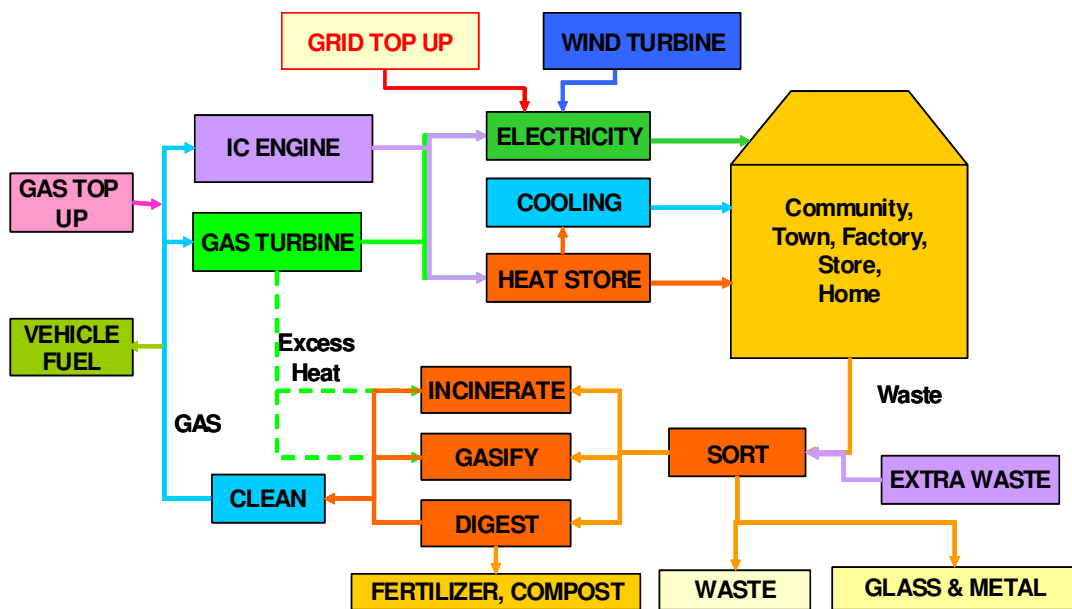 GRID TOP UP
WIND TURBINE
IC ENGINE
ELECTRICITY
GAS TOP
UP
COOLING
Community,
Town, Factory,
Store,
Home
GAS TURBINE
HEAT STORE
VEHICLE
FUEL
Excess
Heat
INCINERATE
Waste
GAS
GASIFY
SORT
EXTRA WASTE
CLEAN
DIGEST
FERTILIZER, COMPOST
WASTE
GLASS & METAL